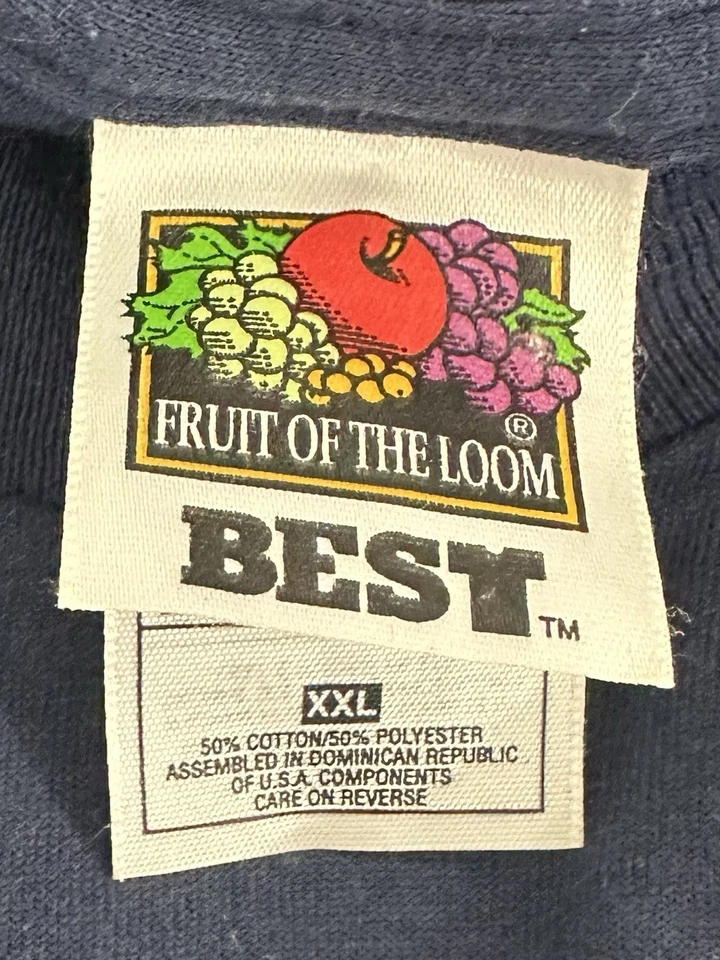 FRUIT OF THE LOOM®
BEST™
XXL
50% COTTON/50% POLYESTER
ASSEMBLED IN DOMINICAN REPUBLIC
OF U.S.A. COMPONENTS
CARE ON REVERSE